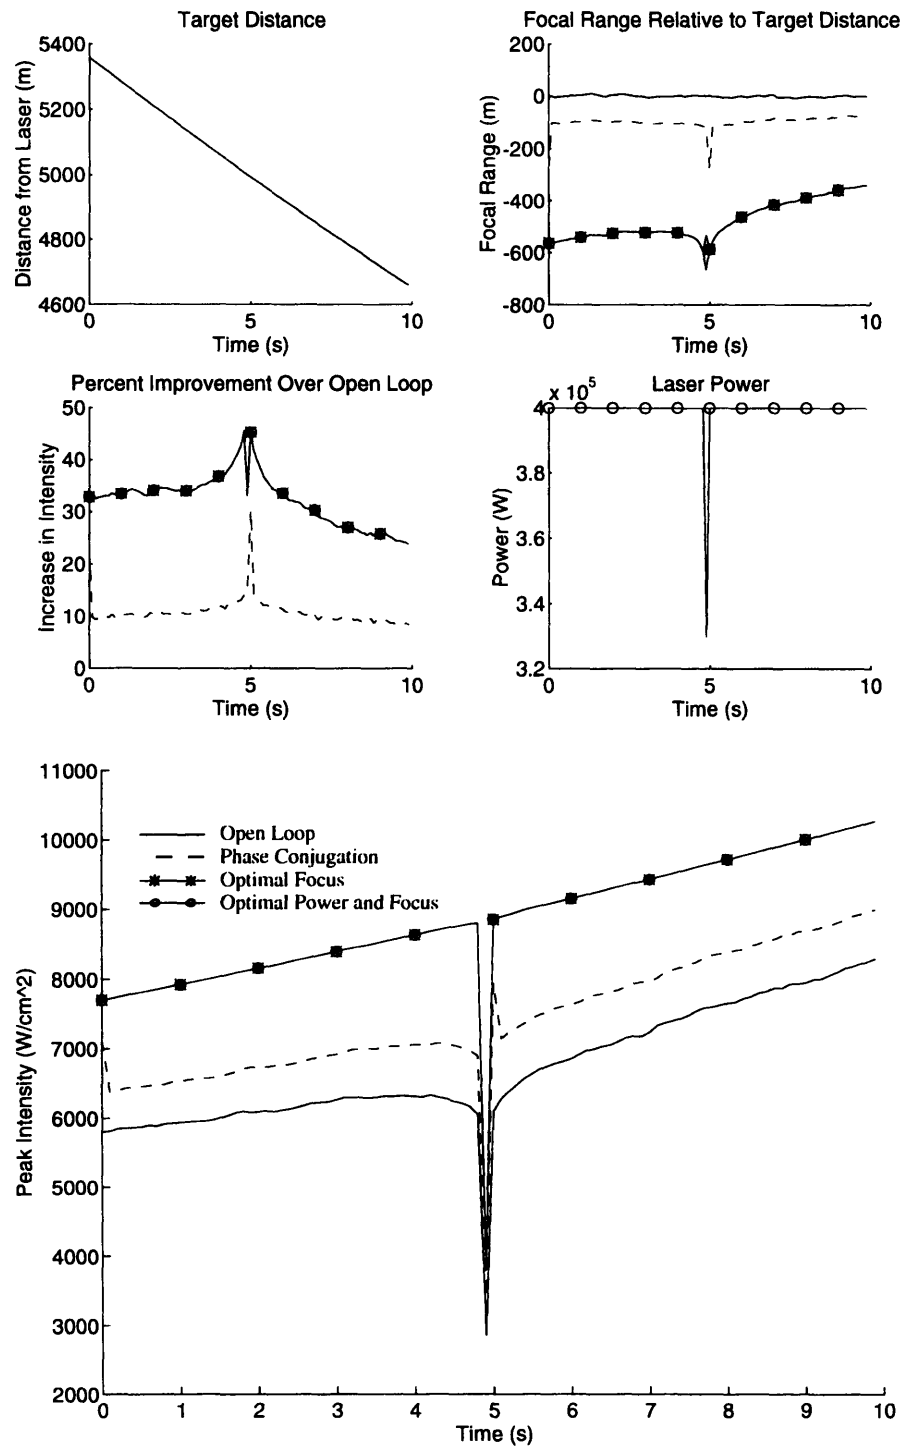 Target Distance
Distance from Laser (m)
5400
5200
5000
4800
4600
0 5 10
Time (s)
Focal Range Relative to Target Distance
Focal Range (m)
200
0
-200
-400
-600
-800
0 5 10
Time (s)
Percent Improvement Over Open Loop
Increase in Intensity
50
40
30
20
10
0
0 5 10
Time (s)
Laser Power
x 10^5
Power (W)
4
3.8
3.6
3.4
3.2
0 5 10
Time (s)
Peak Intensity (W/cm^2)
11000
10000
9000
8000
7000
6000
5000
4000
3000
2000
Open Loop
Phase Conjugation
Optimal Focus
Optimal Power and Focus
0 1 2 3 4 5 6 7 8 9 10
Time (s)